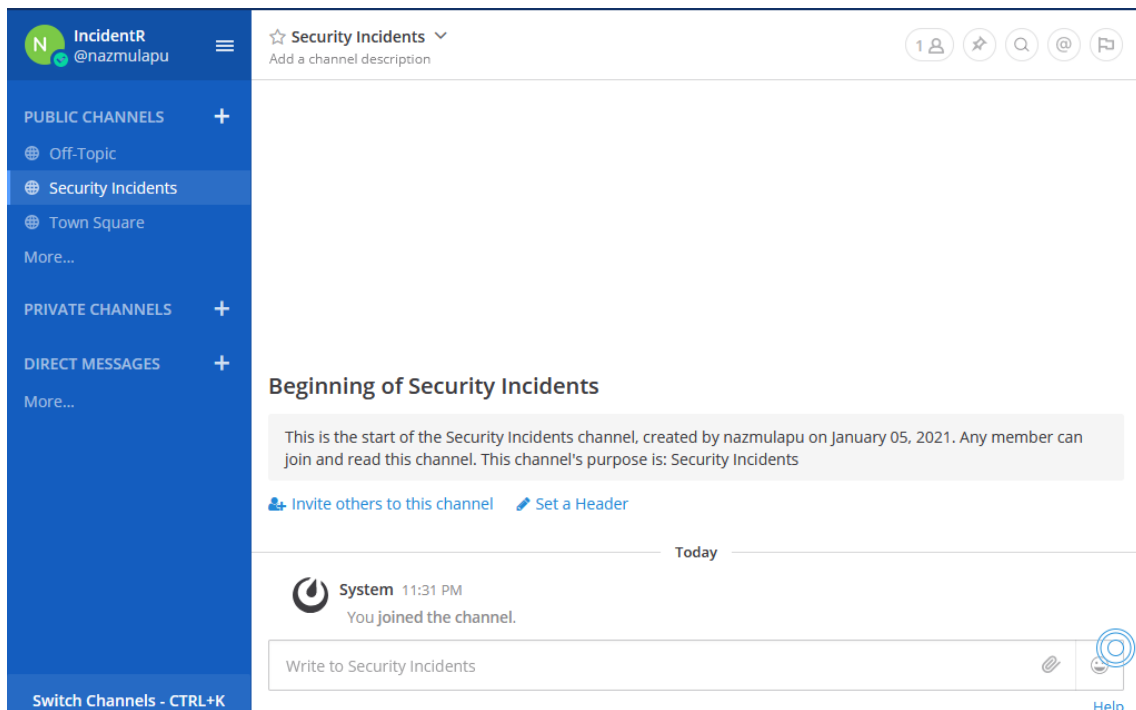 N
IncidentR
@nazmulapu
PUBLIC CHANNELS +
Off-Topic
Security Incidents
Town Square
More...
PRIVATE CHANNELS +
DIRECT MESSAGES +
More...
Switch Channels - CTRL+K
Security Incidents
Add a channel description
1
@
Beginning of Security Incidents
This is the start of the Security Incidents channel, created by nazmulapu on January 05, 2021. Any member can
join and read this channel. This channel's purpose is: Security Incidents
Invite others to this channel Set a Header
Today
System 11:31 PM
You joined the channel.
Write to Security Incidents
Help